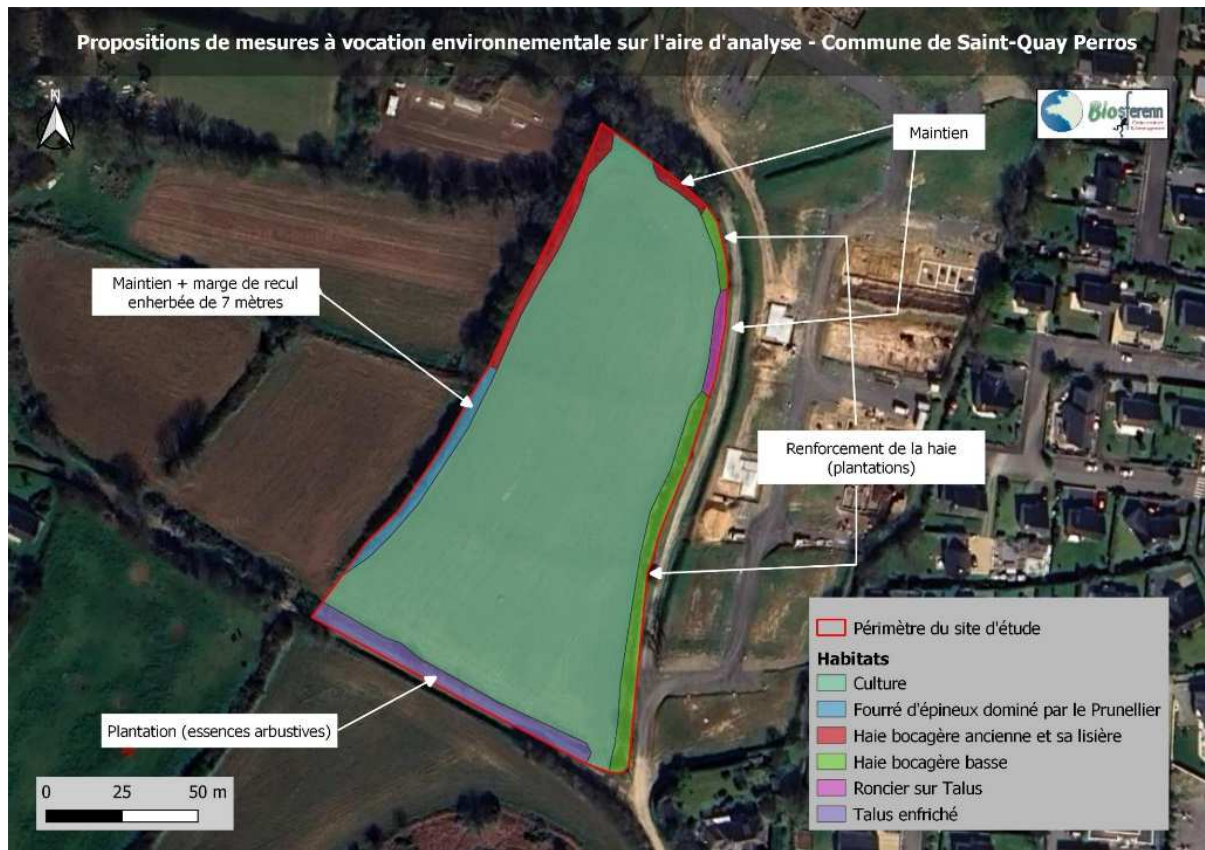 Propositions de mesures à vocation environnementale sur l'aire d'analyse - Commune de Saint-Quay Perros
N
Biosferenn
Maintien
Maintien + marge de recul
enherbée de 7 mètres
Renforcement de la haie
(plantations)
Plantation (essences arbustives)
Périmètre du site d'étude
Habitats
Culture
Fourré d'épineux dominé par le Prunellier
Haie bocagère ancienne et sa lisière
Haie bocagère basse
Roncier sur Talus
Talus enfriché
0 25 50 m